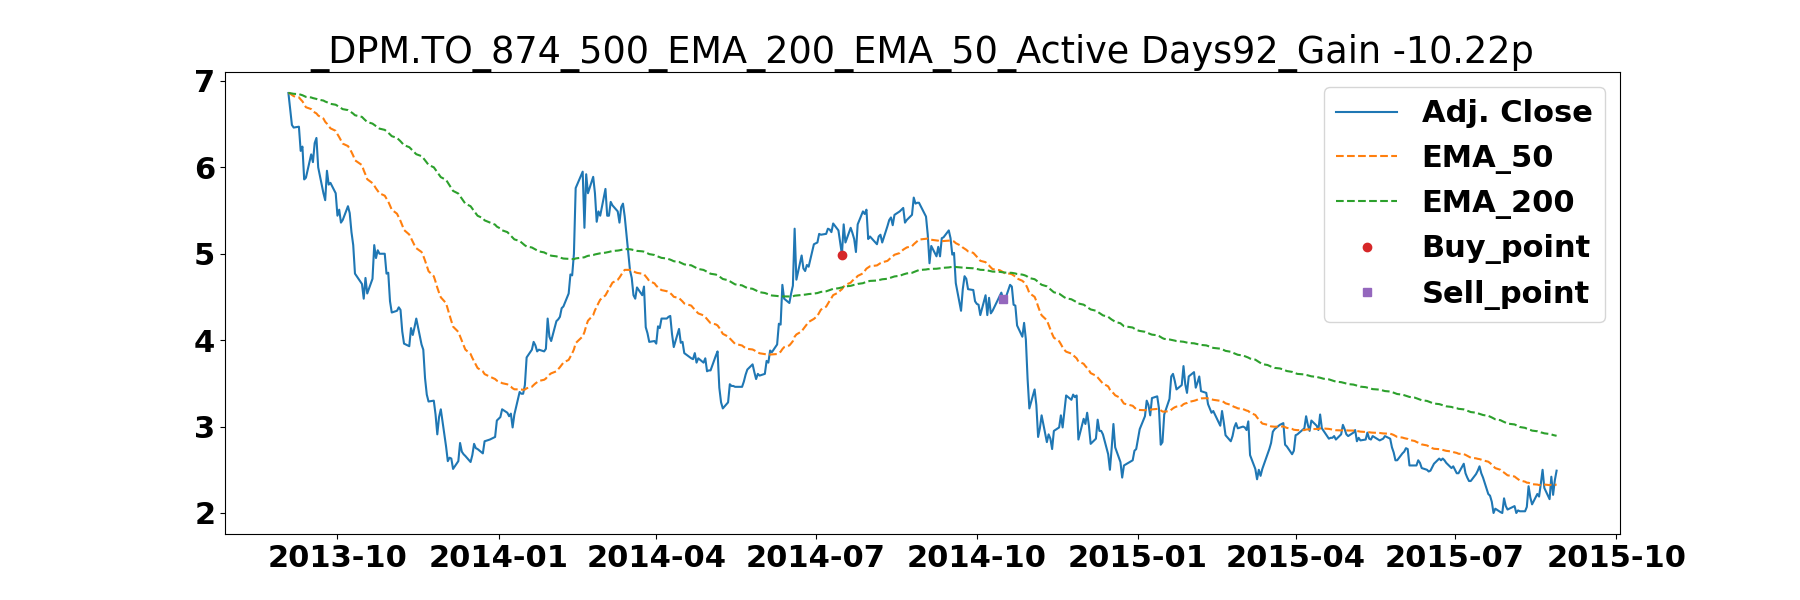 _DPM.TO_874_500_EMA_200_EMA_50_Active Days92_Gain -10.22p
7
6
5
4
3
2
Adj. Close
EMA_50
EMA_200
Buy_point
Sell_point
2013-10 2014-01 2014-04 2014-07 2014-10 2015-01 2015-04 2015-07 2015-10